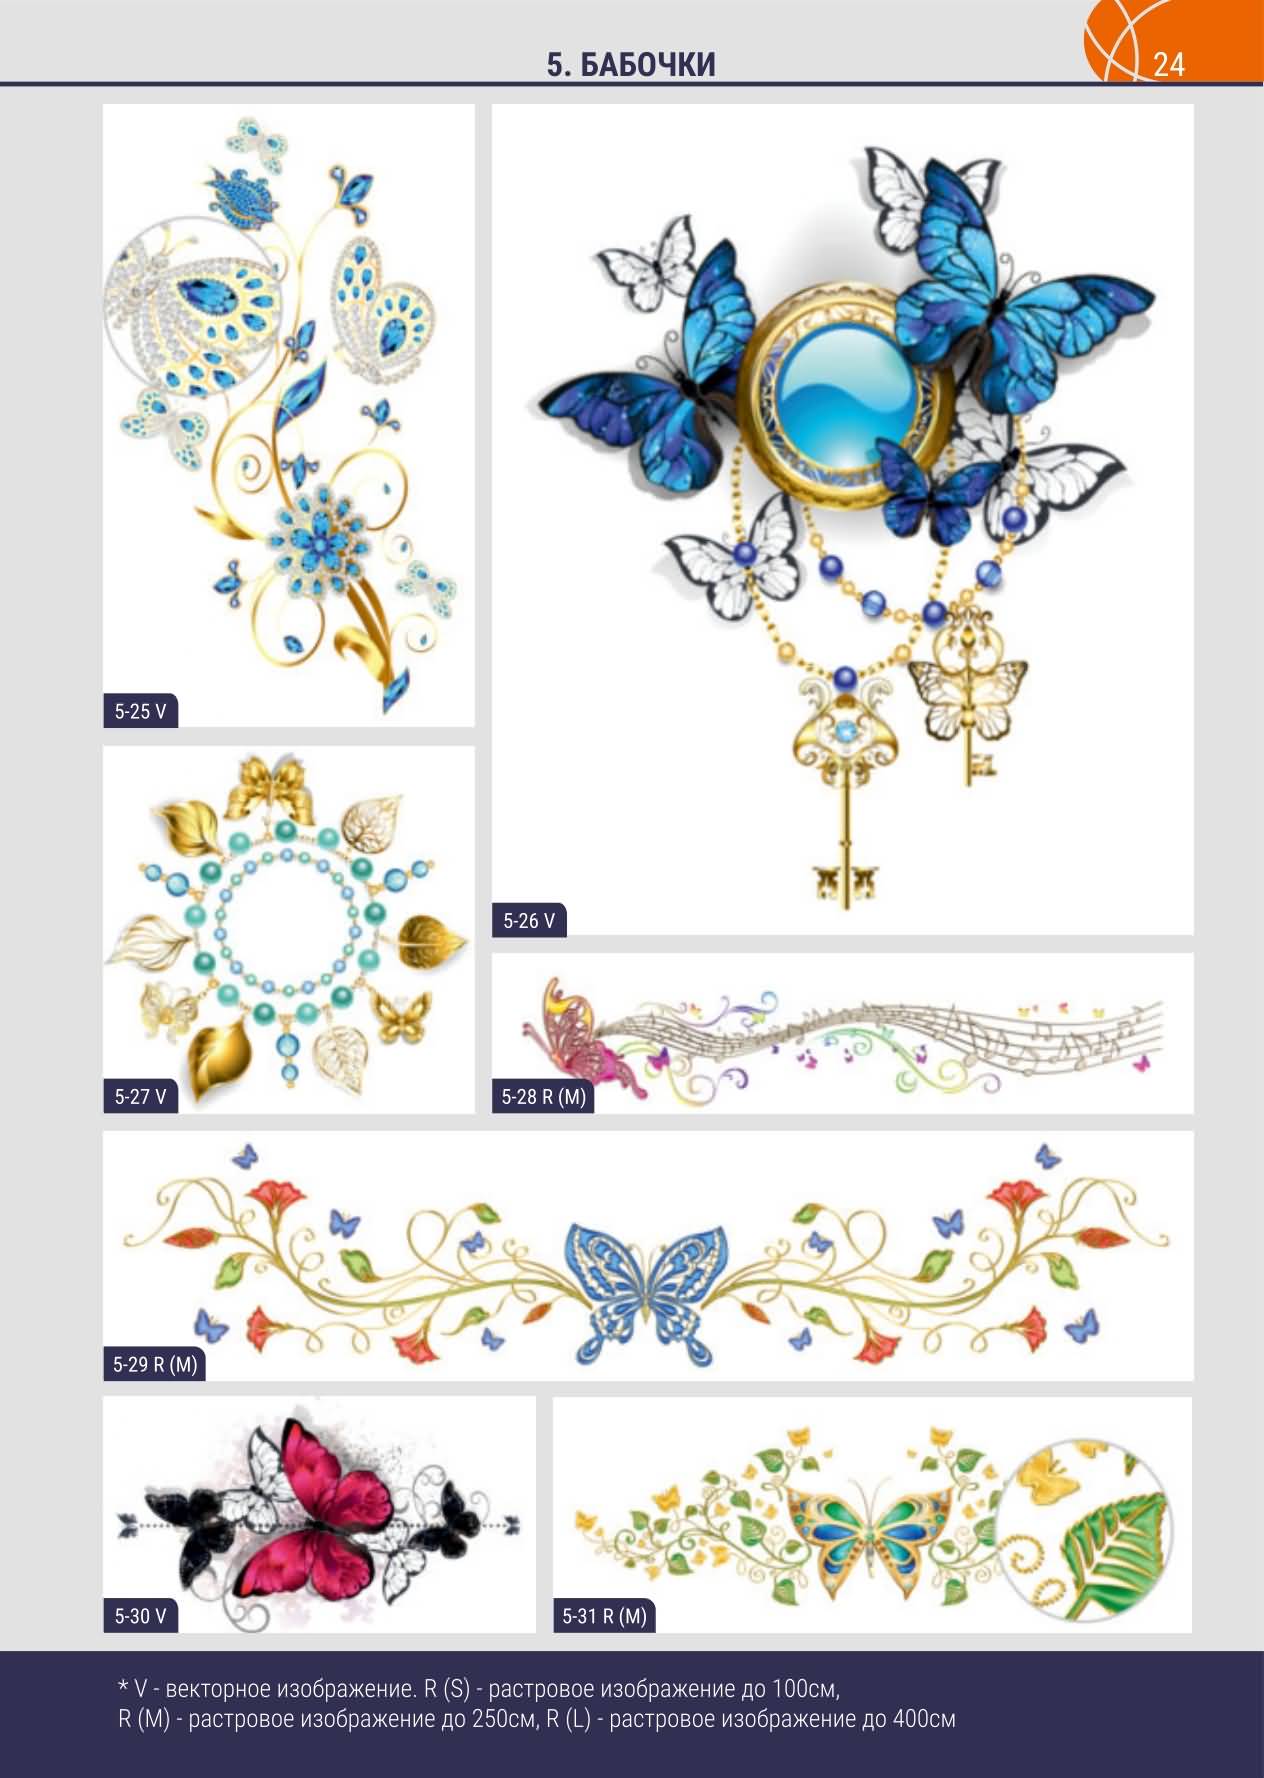 5. БАБОЧКИ
24
5-25 V
5-26 V
5-27 V
5-28 R (M)
5-29 R (M)
5-30 V
5-31 R (M)
* V - векторное изображение. R (S) - растровое изображение до 100см,
R (M) - растровое изображение до 250см, R (L) - растровое изображение до 400см